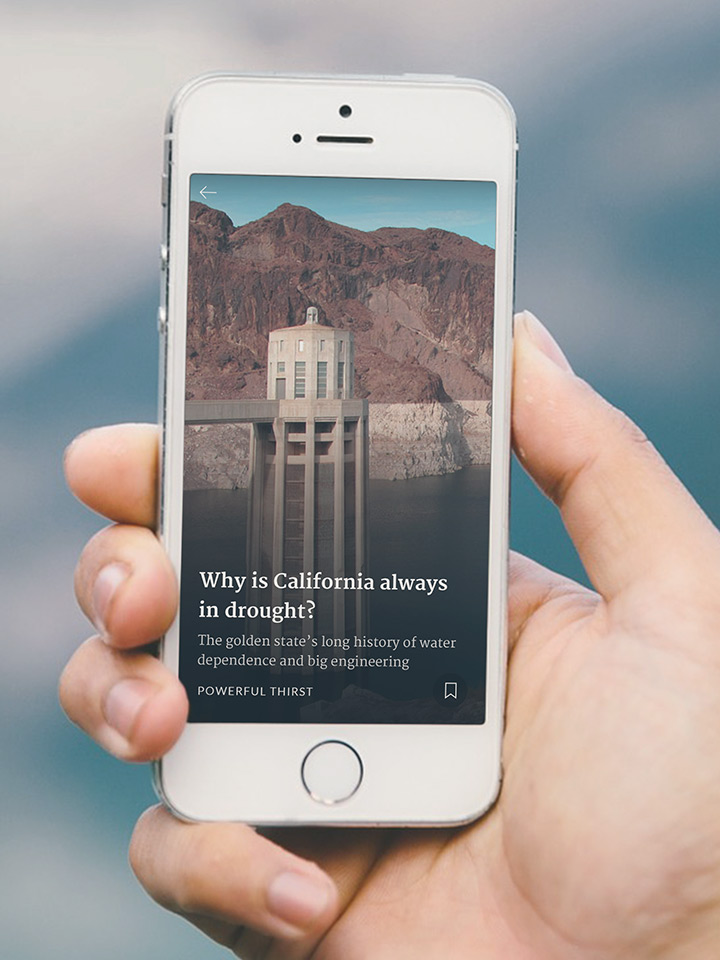 Why is California always
in drought?
The golden state’s long history of water
dependence and big engineering
POWERFUL THIRST